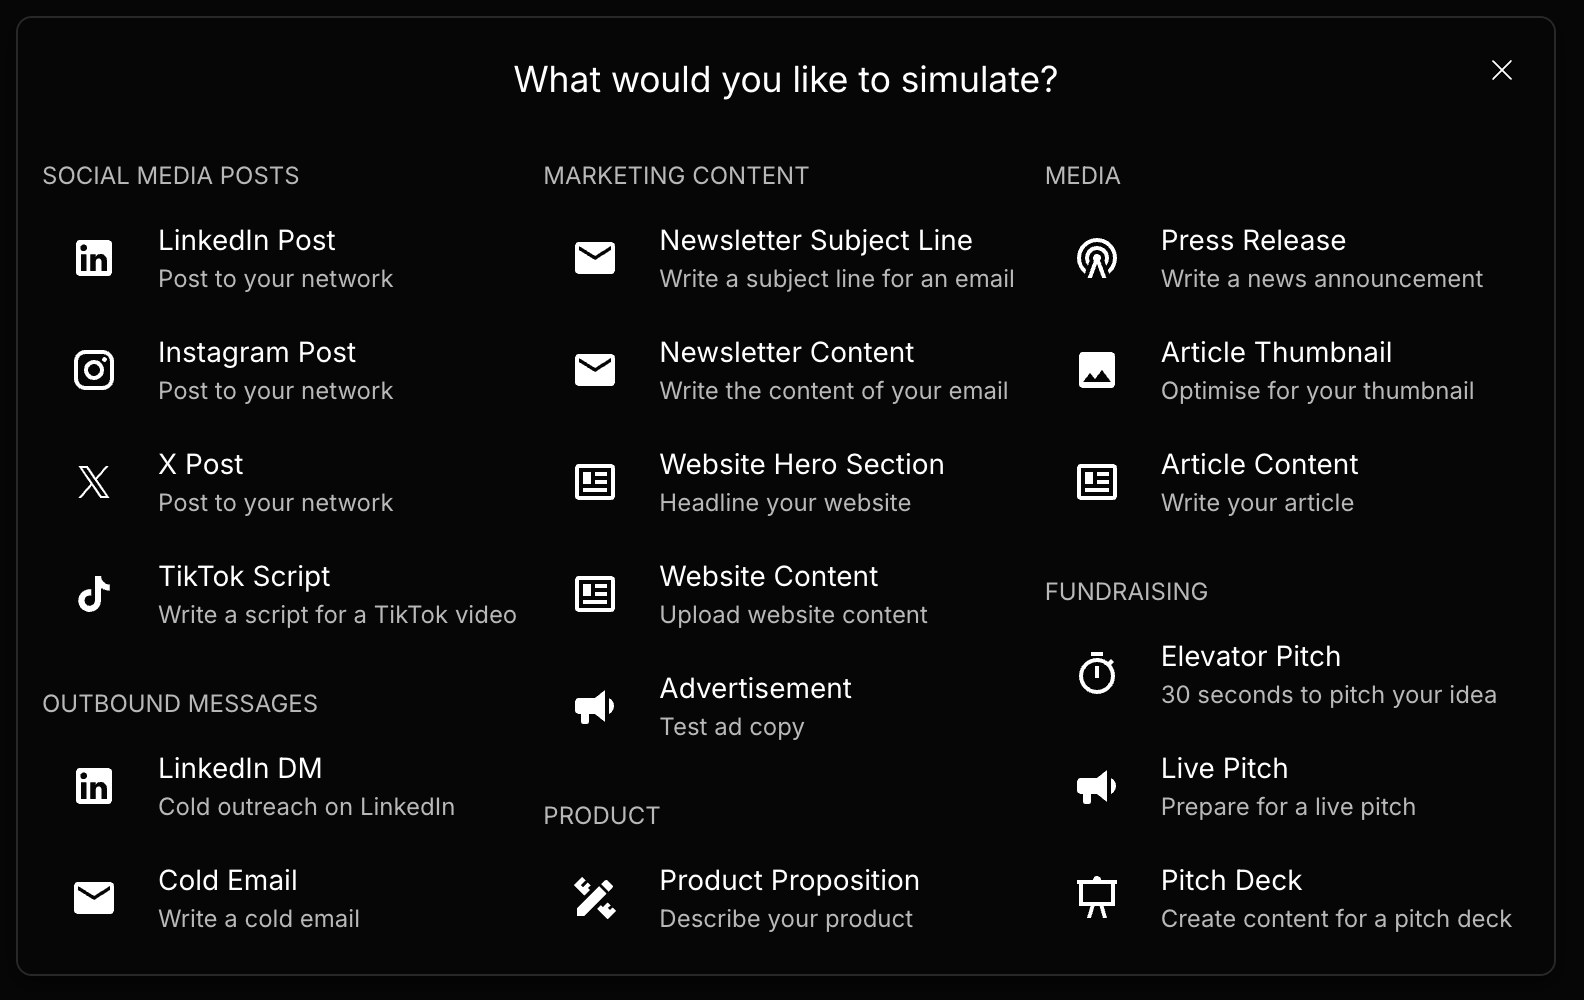 What would you like to simulate?
SOCIAL MEDIA POSTS
LinkedIn Post
Post to your network
Instagram Post
Post to your network
X Post
Post to your network
TikTok Script
Write a script for a TikTok video
OUTBOUND MESSAGES
LinkedIn DM
Cold outreach on LinkedIn
Cold Email
Write a cold email
MARKETING CONTENT
Newsletter Subject Line
Write a subject line for an email
Newsletter Content
Write the content of your email
Website Hero Section
Headline your website
Website Content
Upload website content
Advertisement
Test ad copy
PRODUCT
Product Proposition
Describe your product
MEDIA
Press Release
Write a news announcement
Article Thumbnail
Optimise for your thumbnail
Article Content
Write your article
FUNDRAISING
Elevator Pitch
30 seconds to pitch your idea
Live Pitch
Prepare for a live pitch
Pitch Deck
Create content for a pitch deck